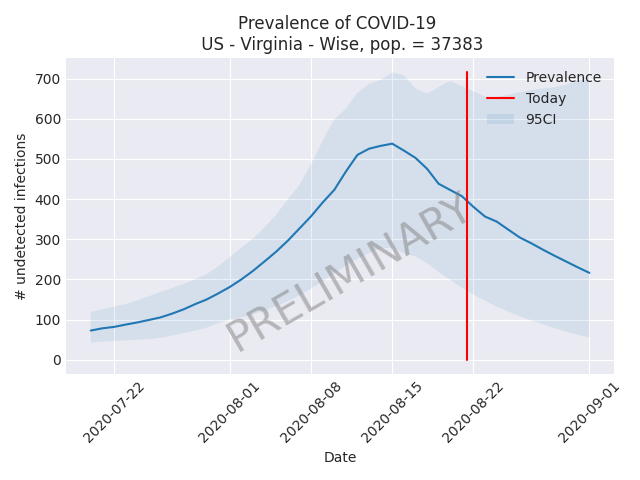 Prevalence of COVID-19
US - Virginia - Wise, pop. = 37383
700
600
500
400
300
200
100
0
# undetected infections
Prevalence
Today
95CI
PRELIMINARY
2020-07-22
2020-08-01
2020-08-08
2020-08-15
2020-08-22
2020-09-01
Date